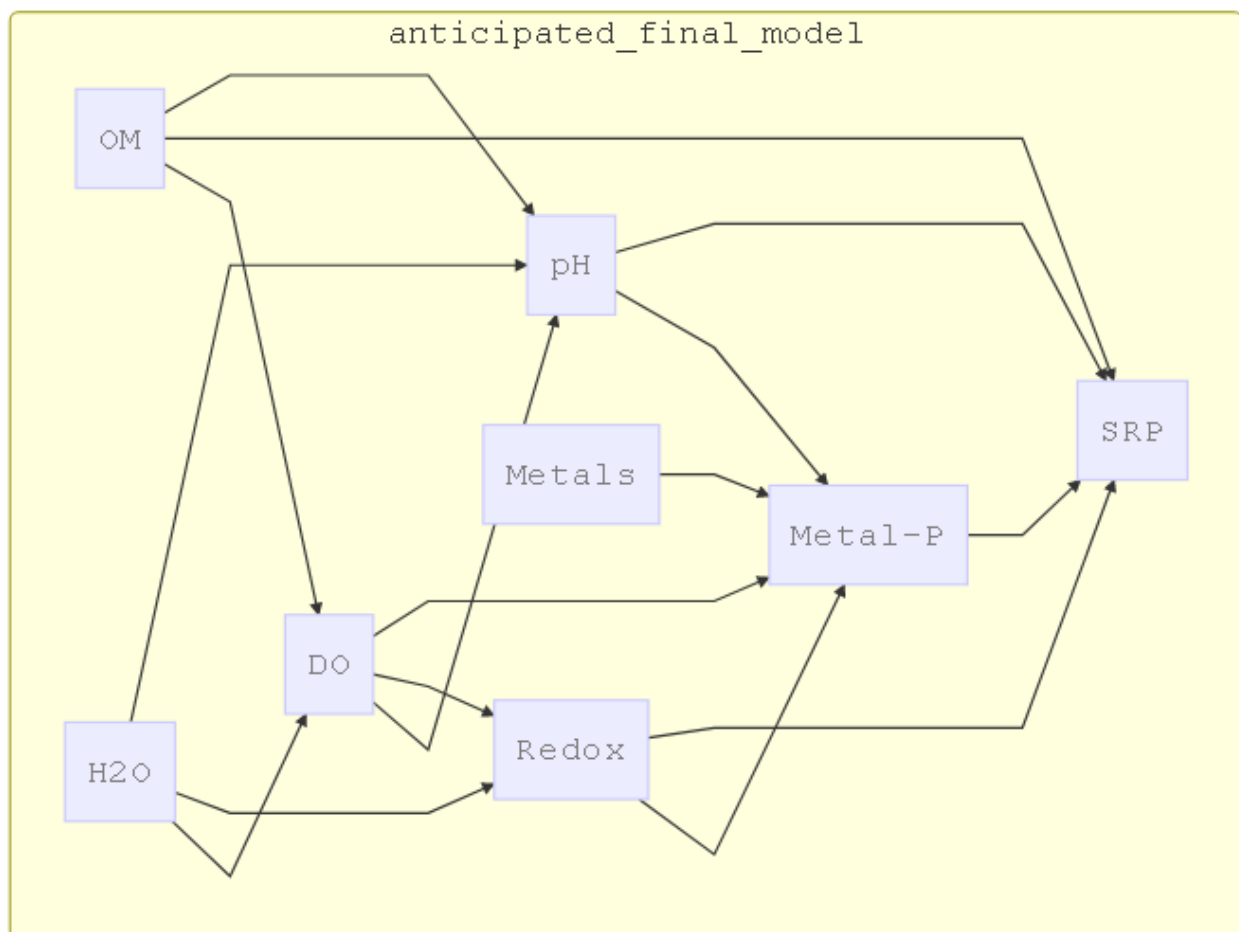 anticipated_final_model
OM
pH
SRP
Metals
Metal-P
DO
Redox
H2O